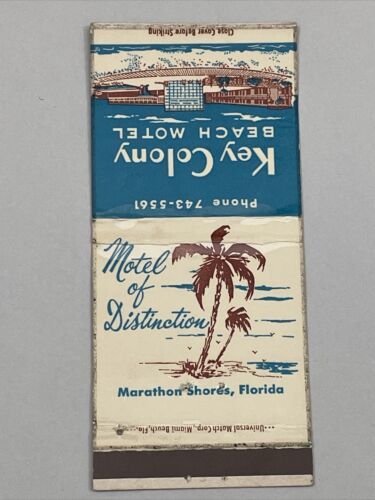 Close Cover Before Striking
Key Colony
BEACH MOTEL
Phone 743-5561
Motel
of
Distinction
Marathon Shores, Florida
...Universal Match Corp., Miami Beach, Fla.